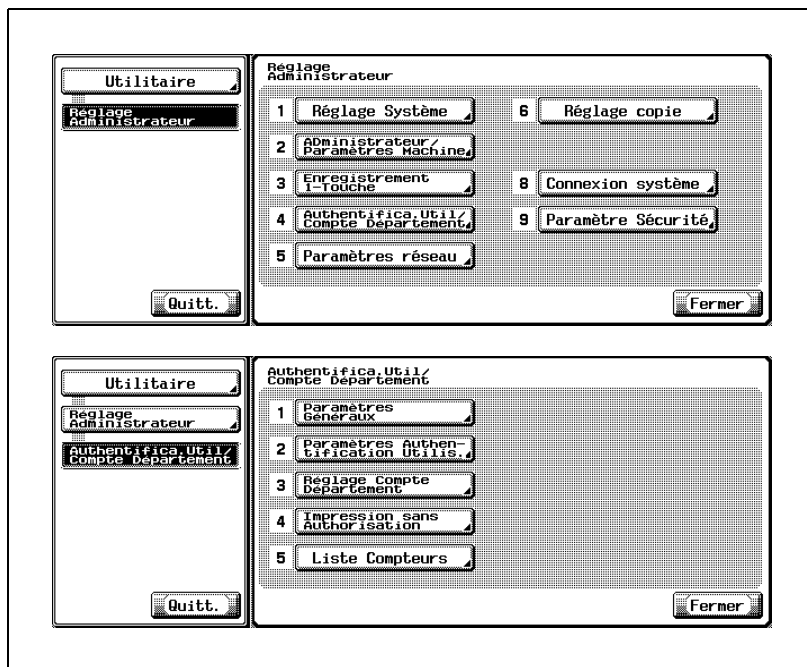 Utilitaire
Réglage
Administrateur
Quitt.
Réglage
Administrateur
1 Réglage Système
6 Réglage copie
2 ADministrateur/
Paramètres Machine
3 Enregistrement
1-Touche
8 Connexion système
4 Authentifica.Util/
Compte Département
9 Paramètre Sécurité
5 Paramètres réseau
Fermer
Utilitaire
Réglage
Administrateur
Authentifica.Util/
Compte Département
Quitt.
Authentifica.Util/
Compte Département
1 Paramètres
Généraux
2 Paramètres Authen-
tification Utilis.
3 Réglage Compte
Département
4 Impression sans
Authorisation
5 Liste Compteurs
Fermer